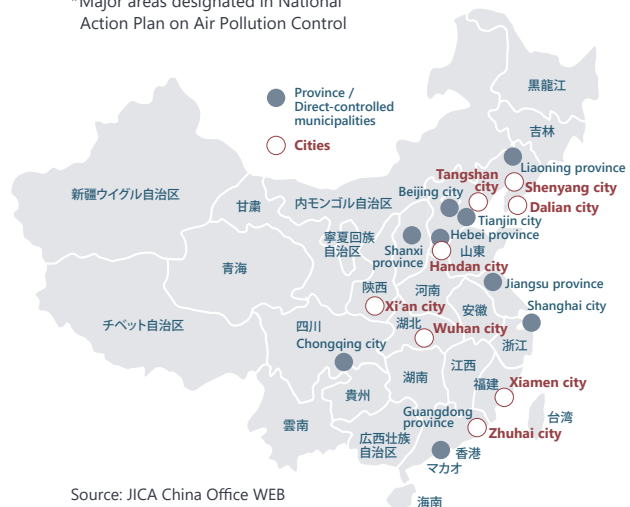 *Major areas designated in National
Action Plan on Air Pollution Control
Province /
Direct-controlled
municipalities
Cities
黒龍江
吉林
Liaoning province
Tangshan
city
Shenyang city
Beijing city
Dalian city
新疆ウイグル自治区
甘粛
内モンゴル自治区
Tianjin city
Hebei province
寧夏回族
自治区
Shanxi
province
山東
Handan city
青海
陝西
河南
Jiangsu province
Xi'an city
安徽
Shanghai city
チベット自治区
四川
湖北
Wuhan city
Chongqing city
浙江
湖南
江西
Xiamen city
貴州
福建
雲南
Guangdong
province
台湾
広西壮族
自治区
Zhuhai city
香港
マカオ
海南
Source: JICA China Office WEB